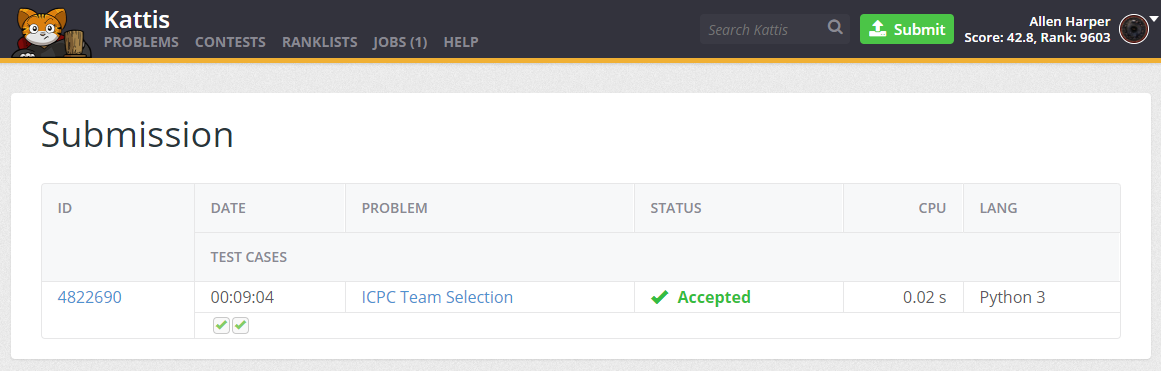 Kattis
PROBLEMS CONTESTS RANKLISTS JOBS (1) HELP
Search Kattis
Submit
Allen Harper
Score: 42.8, Rank: 9603
Submission
ID DATE PROBLEM STATUS CPU LANG
TEST CASES
4822690 00:09:04 ICPC Team Selection Accepted 0.02 s Python 3